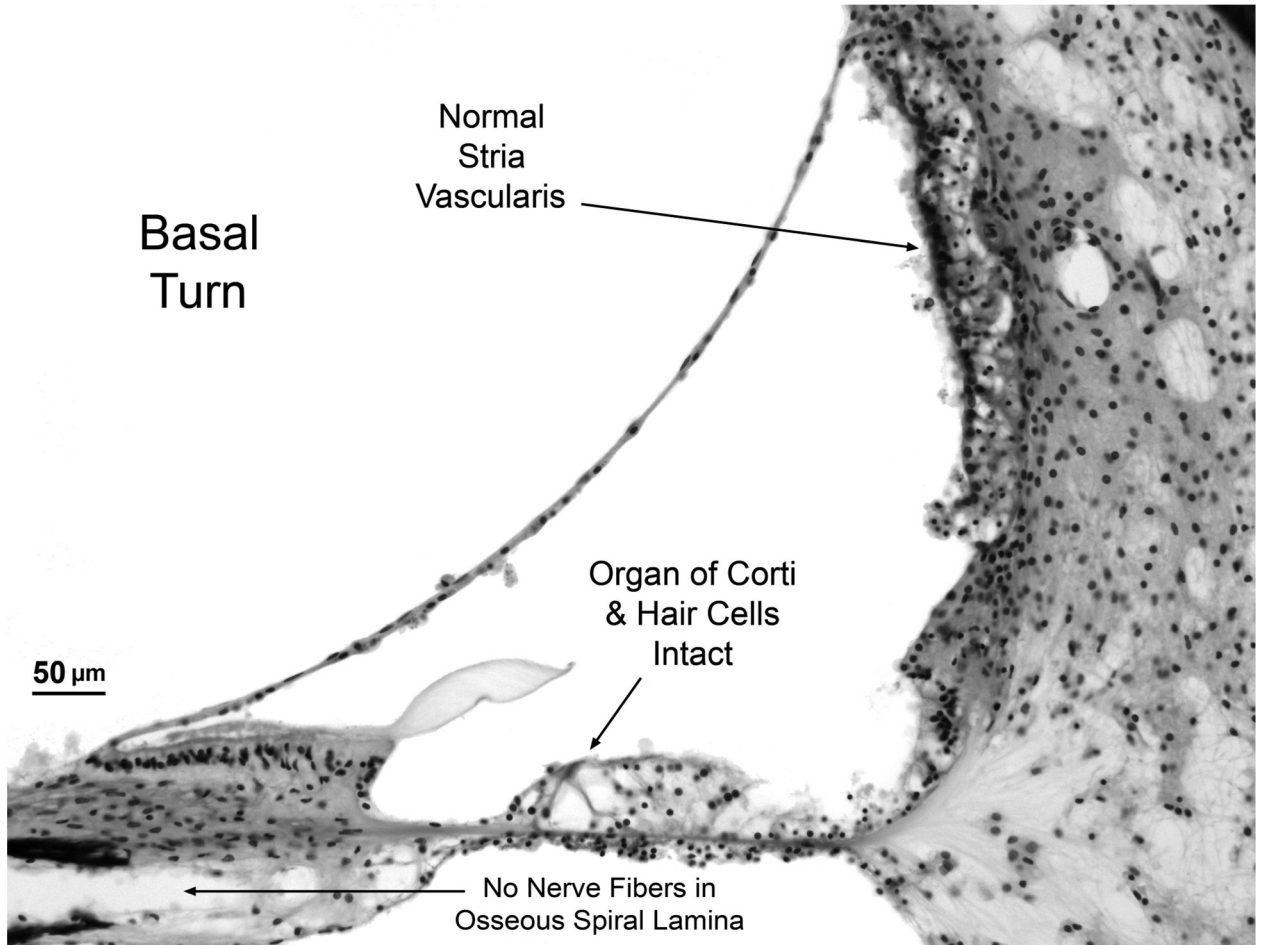 Normal
Stria
Vascularis
Basal
Turn
Organ of Corti
& Hair Cells
Intact
50 µm
No Nerve Fibers in
Osseous Spiral Lamina